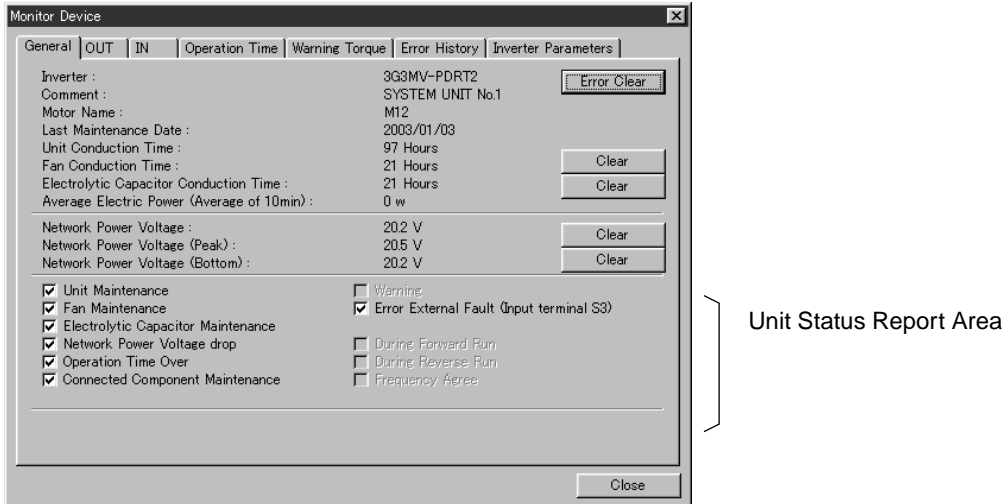 Monitor Device
General OUT IN Operation Time Warning Torque Error History Inverter Parameters
Inverter : 3G3MV-PDRT2 Error Clear
Comment : SYSTEM UNIT No.1
Motor Name : M12
Last Maintenance Date : 2003/01/03
Unit Conduction Time : 97 Hours
Fan Conduction Time : 21 Hours Clear
Electrolytic Capacitor Conduction Time : 21 Hours Clear
Average Electric Power (Average of 10min) : 0 w
Network Power Voltage : 20.2 V
Network Power Voltage (Peak) : 20.5 V Clear
Network Power Voltage (Bottom) : 20.2 V Clear
Unit Maintenance Warning
Fan Maintenance Error External Fault (Input terminal S3)
Electrolytic Capacitor Maintenance
Network Power Voltage drop During Forward Run
Operation Time Over During Reverse Run
Connected Component Maintenance Frequency Agree
Unit Status Report Area
Close